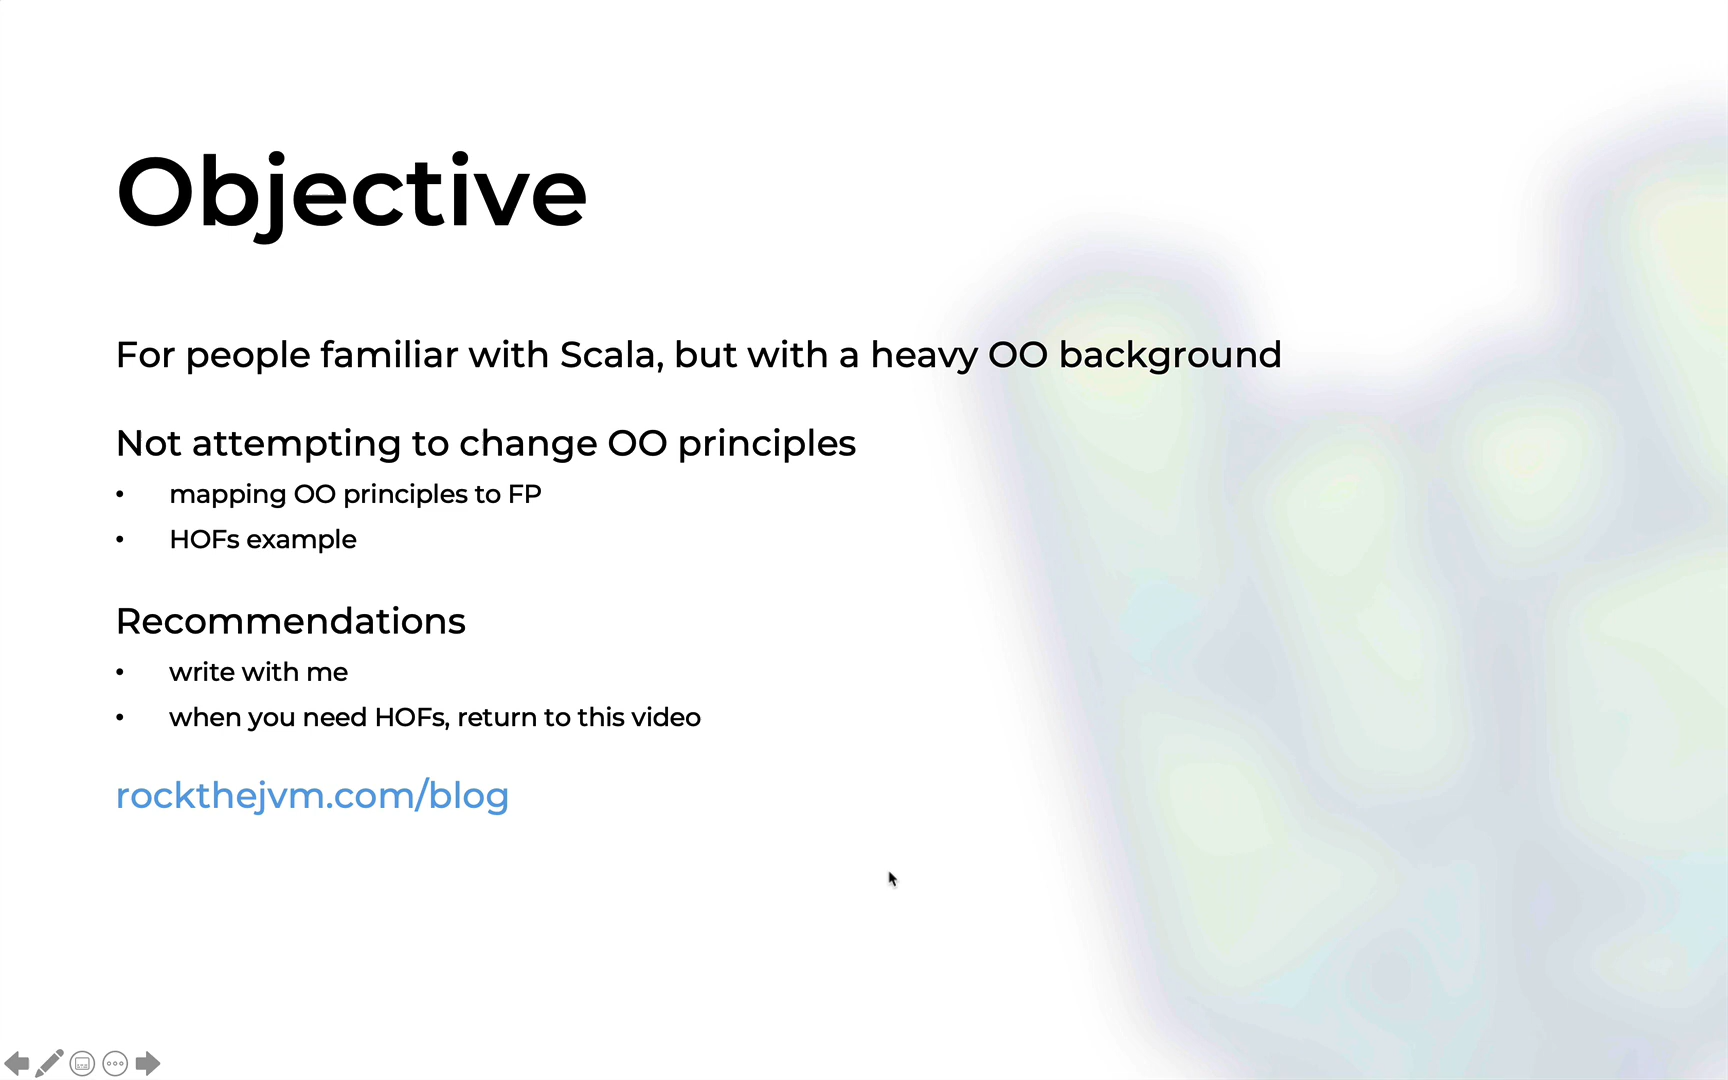 Objective
For people familiar with Scala, but with a heavy OO background
Not attempting to change OO principles
• mapping OO principles to FP
• HOFs example
Recommendations
• write with me
• when you need HOFs, return to this video
rockthejvm.com/blog